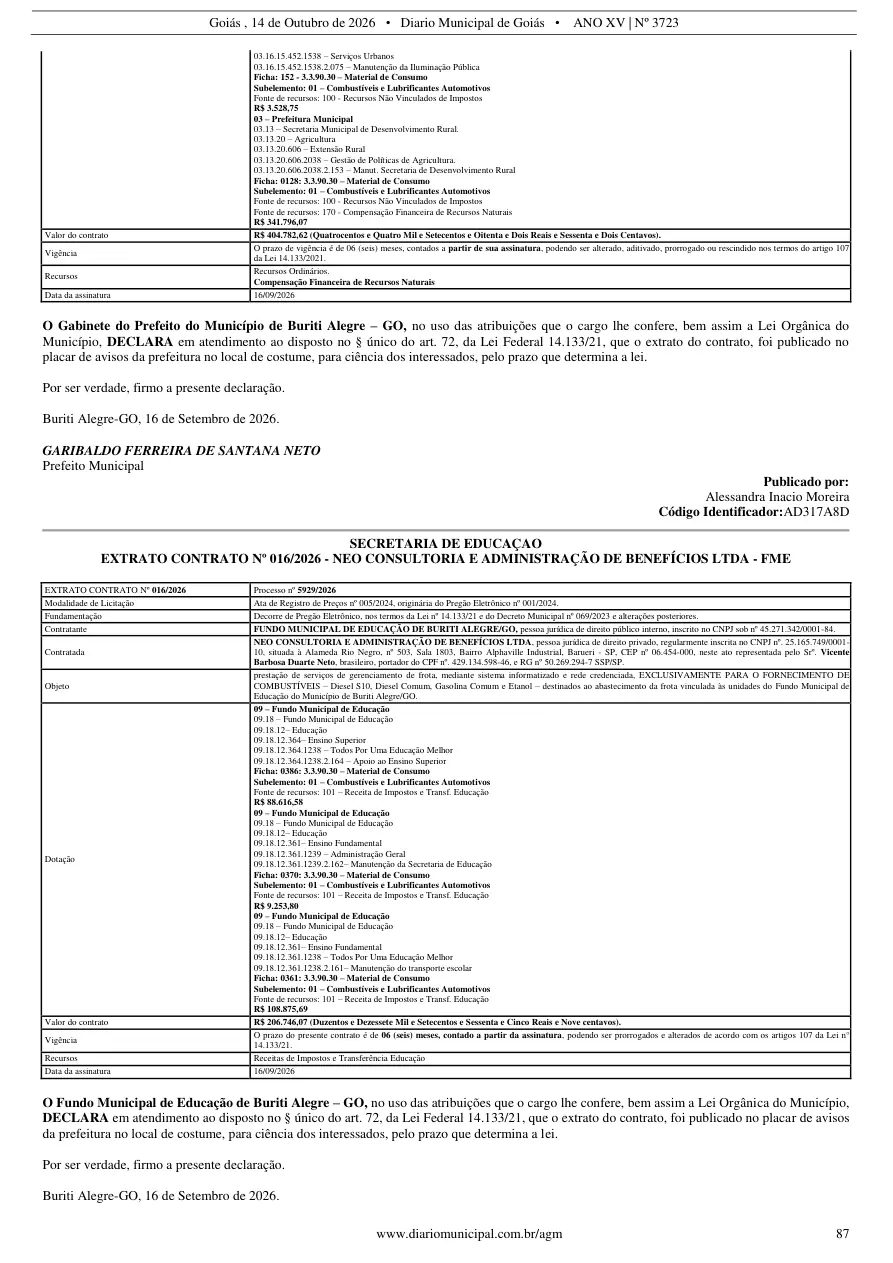 Goiás , 14 de Outubro de 2026 • Diario Municipal de Goiás • ANO XV | Nº 3723
03.16.15.452.1538 – Serviços Urbanos
03.16.15.452.1538.2.075 – Manutenção da Iluminação Pública
Ficha: 152 - 3.3.90.30 – Material de Consumo
Subelemento: 01 – Combustíveis e Lubrificantes Automotivos
Fonte de recursos: 100 - Recursos Não Vinculados de Impostos
R$ 3.528,75
03 – Prefeitura Municipal
03.13 – Secretaria Municipal de Desenvolvimento Rural.
03.13.20 – Agricultura
03.13.20.606 – Extensão Rural
03.13.20.606.2038 – Gestão de Políticas de Agricultura.
03.13.20.606.2038.2.153 – Manut. Secretaria de Desenvolvimento Rural
Ficha: 0128: 3.3.90.30 – Material de Consumo
Subelemento: 01 – Combustíveis e Lubrificantes Automotivos
Fonte de recursos: 100 - Recursos Não Vinculados de Impostos
Fonte de recursos: 170 - Compensação Financeira de Recursos Naturais
R$ 341.796,07
Valor do contrato R$ 404.782,62 (Quatrocentos e Quatro Mil e Setecentos e Oitenta e Dois Reais e Sessenta e Dois Centavos).
Vigência O prazo de vigência é de 06 (seis) meses, contados a partir de sua assinatura, podendo ser alterado, aditivado, prorrogado ou rescindido nos termos do artigo 107
da Lei 14.133/2021.
Recursos Recursos Ordinários.
Compensação Financeira de Recursos Naturais
Data da assinatura 16/09/2026
O Gabinete do Prefeito do Município de Buriti Alegre – GO, no uso das atribuições que o cargo lhe confere, bem assim a Lei Orgânica do
Município, DECLARA em atendimento ao disposto no § único do art. 72, da Lei Federal 14.133/21, que o extrato do contrato, foi publicado no
placar de avisos da prefeitura no local de costume, para ciência dos interessados, pelo prazo que determina a lei.
Por ser verdade, firmo a presente declaração.
Buriti Alegre-GO, 16 de Setembro de 2026.
GARIBALDO FERREIRA DE SANTANA NETO
Prefeito Municipal
Publicado por:
Alessandra Inacio Moreira
Código Identificador:AD317A8D
SECRETARIA DE EDUCAÇAO
EXTRATO CONTRATO Nº 016/2026 - NEO CONSULTORIA E ADMINISTRAÇÃO DE BENEFÍCIOS LTDA - FME
EXTRATO CONTRATO Nº 016/2026 Processo nº 5929/2026
Modalidade de Licitação Ata de Registro de Preços nº 005/2024, originária do Pregão Eletrônico nº 001/2024.
Fundamentação Decorre de Pregão Eletrônico, nos termos da Lei nº 14.133/21 e do Decreto Municipal nº 069/2023 e alterações posteriores.
Contratante FUNDO MUNICIPAL DE EDUCAÇÃO DE BURITI ALEGRE/GO, pessoa jurídica de direito público interno, inscrito no CNPJ sob nº 45.271.342/0001-84.
Contratada NEO CONSULTORIA E ADMINISTRAÇÃO DE BENEFÍCIOS LTDA, pessoa jurídica de direito privado, regularmente inscrita no CNPJ nº. 25.165.749/0001-
10, situada à Alameda Rio Negro, nº 503, Sala 1803, Bairro Alphaville Industrial, Barueri - SP, CEP nº 06.454-000, neste ato representada pelo Srº. Vicente
Barbosa Duarte Neto, brasileiro, portador do CPF nº. 429.134.598-46, e RG nº 50.269.294-7 SSP/SP.
Objeto prestação de serviços de gerenciamento de frota, mediante sistema informatizado e rede credenciada, EXCLUSIVAMENTE PARA O FORNECIMENTO DE
COMBUSTÍVEIS – Diesel S10, Diesel Comum, Gasolina Comum e Etanol – destinados ao abastecimento da frota vinculada às unidades do Fundo Municipal de
Educação do Município de Buriti Alegre/GO.
Dotação 09 – Fundo Municipal de Educação
09.18 – Fundo Municipal de Educação
09.18.12– Educação
09.18.12.364– Ensino Superior
09.18.12.364.1238 – Todos Por Uma Educação Melhor
09.18.12.364.1238.2.164 – Apoio ao Ensino Superior
Ficha: 0386: 3.3.90.30 – Material de Consumo
Subelemento: 01 – Combustíveis e Lubrificantes Automotivos
Fonte de recursos: 101 – Receita de Impostos e Transf. Educação
R$ 88.616,58
09 – Fundo Municipal de Educação
09.18 – Fundo Municipal de Educação
09.18.12– Educação
09.18.12.361– Ensino Fundamental
09.18.12.361.1239 – Administração Geral
09.18.12.361.1239.2.162– Manutenção da Secretaria de Educação
Ficha: 0370: 3.3.90.30 – Material de Consumo
Subelemento: 01 – Combustíveis e Lubrificantes Automotivos
Fonte de recursos: 101 – Receita de Impostos e Transf. Educação
R$ 9.253,80
09 – Fundo Municipal de Educação
09.18 – Fundo Municipal de Educação
09.18.12– Educação
09.18.12.361– Ensino Fundamental
09.18.12.361.1238 – Todos Por Uma Educação Melhor
09.18.12.361.1238.2.161– Manutenção do transporte escolar
Ficha: 0361: 3.3.90.30 – Material de Consumo
Subelemento: 01 – Combustíveis e Lubrificantes Automotivos
Fonte de recursos: 101 – Receita de Impostos e Transf. Educação
R$ 108.875,69
Valor do contrato R$ 206.746,07 (Duzentos e Dezessete Mil e Setecentos e Sessenta e Cinco Reais e Nove centavos).
Vigência O prazo do presente contrato é de 06 (seis) meses, contado a partir da assinatura, podendo ser prorrogados e alterados de acordo com os artigos 107 da Lei nº
14.133/21.
Recursos Receitas de Impostos e Transferência Educação
Data da assinatura 16/09/2026
O Fundo Municipal de Educação de Buriti Alegre – GO, no uso das atribuições que o cargo lhe confere, bem assim a Lei Orgânica do Município,
DECLARA em atendimento ao disposto no § único do art. 72, da Lei Federal 14.133/21, que o extrato do contrato, foi publicado no placar de avisos
da prefeitura no local de costume, para ciência dos interessados, pelo prazo que determina a lei.
Por ser verdade, firmo a presente declaração.
Buriti Alegre-GO, 16 de Setembro de 2026.
www.diariomunicipal.com.br/agm 87